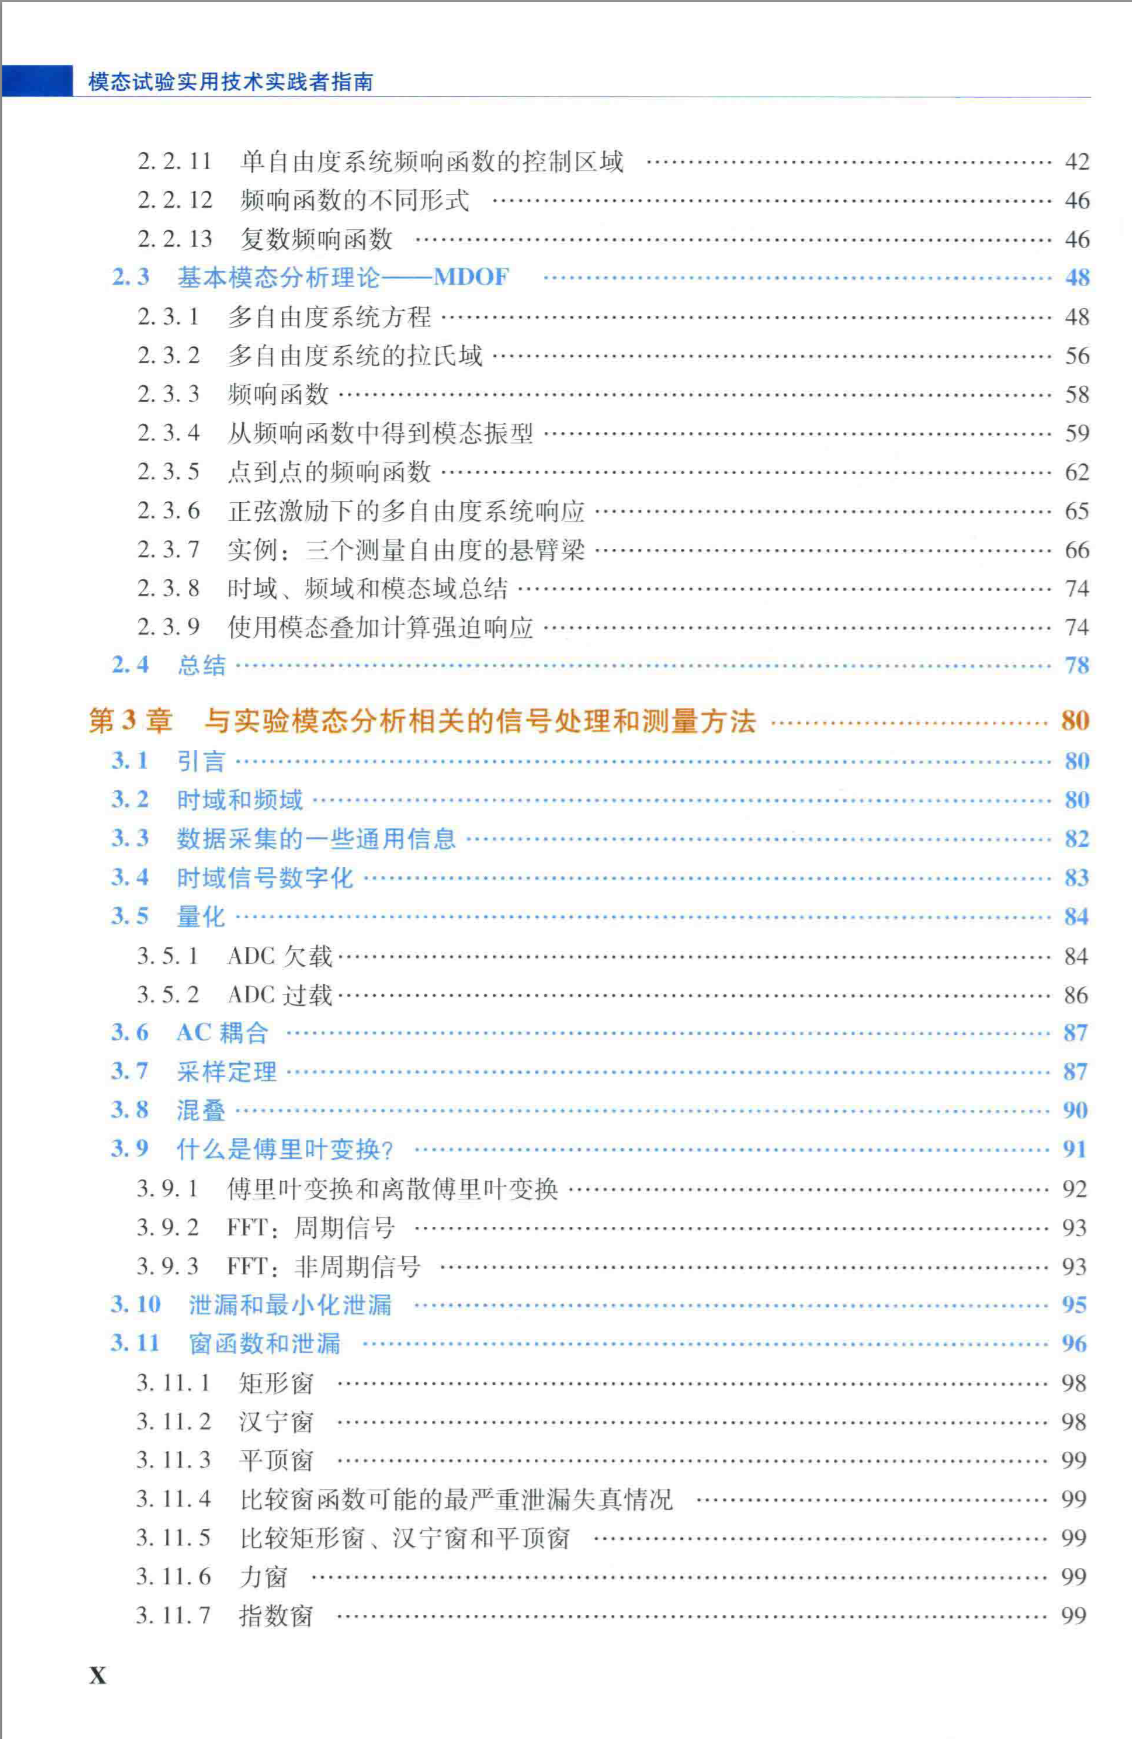 模态试验实用技术实践者指南
2.2.11 单自由度系统频响函数的控制区域 …… 42
2.2.12 频响函数的不同形式 …… 46
2.2.13 复数频响函数 …… 46
2.3 基本模态分析理论——MDOF …… 48
2.3.1 多自由度系统方程 …… 48
2.3.2 多自由度系统的拉氏域 …… 56
2.3.3 频响函数 …… 58
2.3.4 从频响函数中得到模态振型 …… 59
2.3.5 点到点的频响函数 …… 62
2.3.6 正弦激励下的多自由度系统响应 …… 65
2.3.7 实例：三个测量自由度的悬臂梁 …… 66
2.3.8 时域、频域和模态域总结 …… 74
2.3.9 使用模态叠加计算强迫响应 …… 74
2.4 总结 …… 78
第3章 与实验模态分析相关的信号处理和测量方法 …… 80
3.1 引言 …… 80
3.2 时域和频域 …… 80
3.3 数据采集的一些通用信息 …… 82
3.4 时域信号数字化 …… 83
3.5 量化 …… 84
3.5.1 ADC 欠载 …… 84
3.5.2 ADC 过载 …… 86
3.6 AC 耦合 …… 87
3.7 采样定理 …… 87
3.8 混叠 …… 90
3.9 什么是傅里叶变换？ …… 91
3.9.1 傅里叶变换和离散傅里叶变换 …… 92
3.9.2 FFT：周期信号 …… 93
3.9.3 FFT：非周期信号 …… 93
3.10 泄漏和最小化泄漏 …… 95
3.11 窗函数和泄漏 …… 96
3.11.1 矩形窗 …… 98
3.11.2 汉宁窗 …… 98
3.11.3 平顶窗 …… 99
3.11.4 比较窗函数可能的最严重泄漏失真情况 …… 99
3.11.5 比较矩形窗、汉宁窗和平顶窗 …… 99
3.11.6 力窗 …… 99
3.11.7 指数窗 …… 99
X